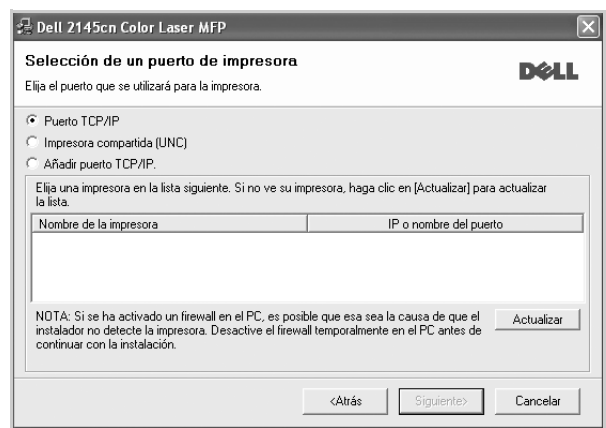 Dell 2145cn Color Laser MFP
Selección de un puerto de impresora
Elija el puerto que se utilizará para la impresora.
DELL
Puerto TCP/IP
Impresora compartida (UNC)
Añadir puerto TCP/IP.
Elija una impresora en la lista siguiente. Si no ve su impresora, haga clic en [Actualizar] para actualizar
la lista.
Nombre de la impresora IP o nombre del puerto
NOTA: Si se ha activado un firewall en el PC, es posible que esa sea la causa de que el
instalador no detecte la impresora. Desactive el firewall temporalmente en el PC antes de
continuar con la instalación.
Actualizar
<Atrás Siguiente> Cancelar